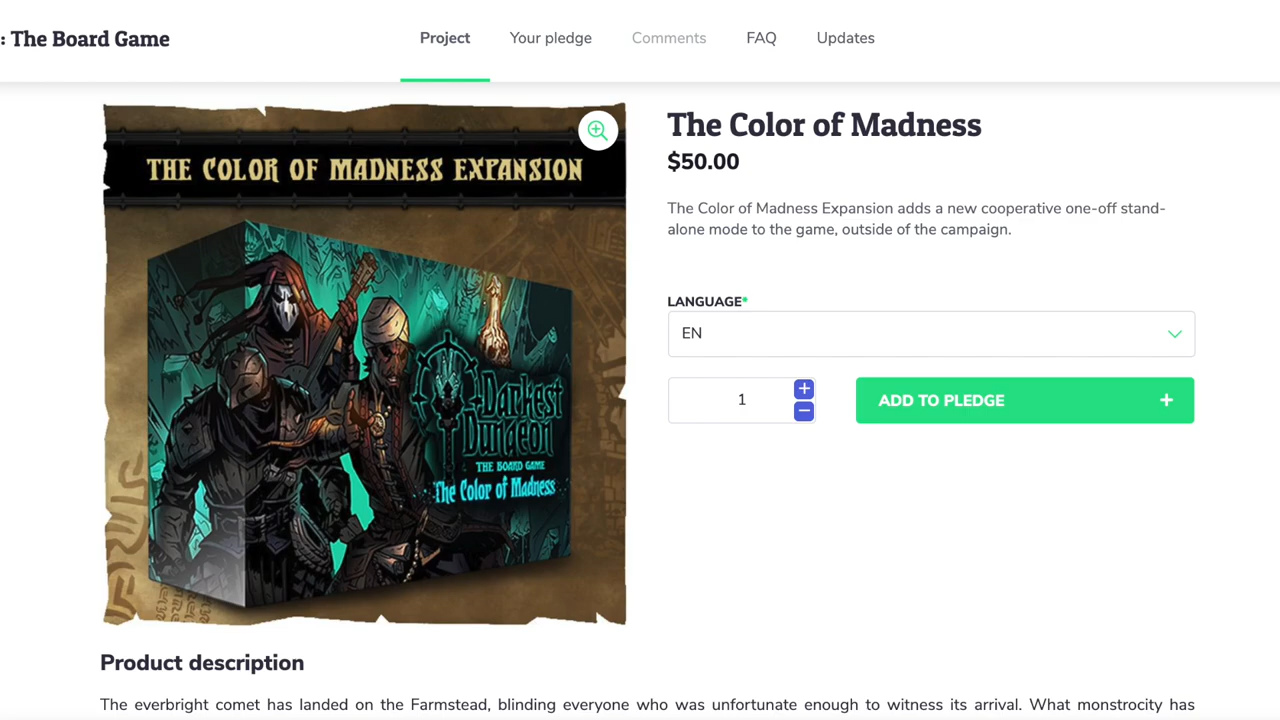 : The Board Game
Project
Your pledge
Comments
FAQ
Updates
THE COLOR OF MADNESS EXPANSION
Darkest
Dungeon
THE BOARD GAME
The Color of Madness
The Color of Madness
$50.00
The Color of Madness Expansion adds a new cooperative one-off stand-
alone mode to the game, outside of the campaign.
LANGUAGE*
EN
1
ADD TO PLEDGE +
Product description
The everbright comet has landed on the Farmstead, blinding everyone who was unfortunate enough to witness its arrival. What monstrocity has